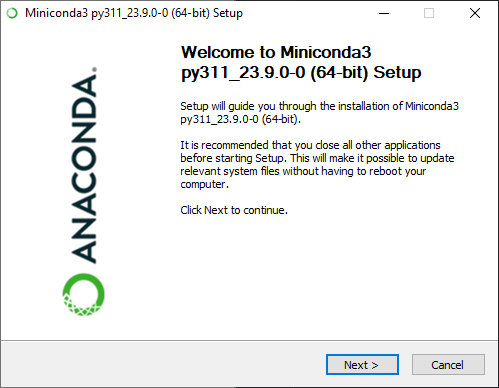 Miniconda3 py311_23.9.0-0 (64-bit) Setup
Welcome to Miniconda3
py311_23.9.0-0 (64-bit) Setup
Setup will guide you through the installation of Miniconda3
py311_23.9.0-0 (64-bit).
It is recommended that you close all other applications
before starting Setup. This will make it possible to update
relevant system files without having to reboot your
computer.
Click Next to continue.
ANACONDA.
Next >
Cancel